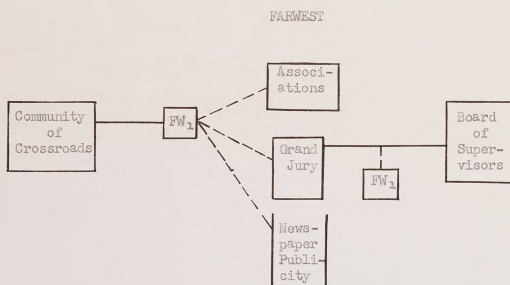 FARWEST
Associ-
ations
Community
of
Crossroads
FW1
Grand
Jury
FW1
Board
of
Super-
visors
News-
paper
Publi-
city